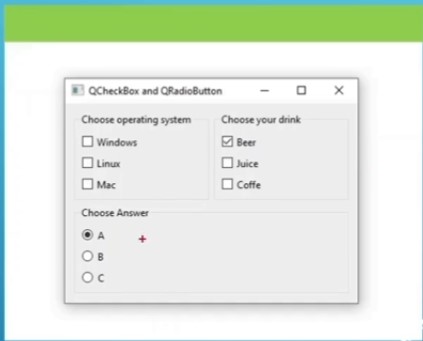 QCheckBox and QRadioButton
Choose operating system
Windows
Linux
Mac
Choose your drink
Beer
Juice
Coffe
Choose Answer
A
B
C